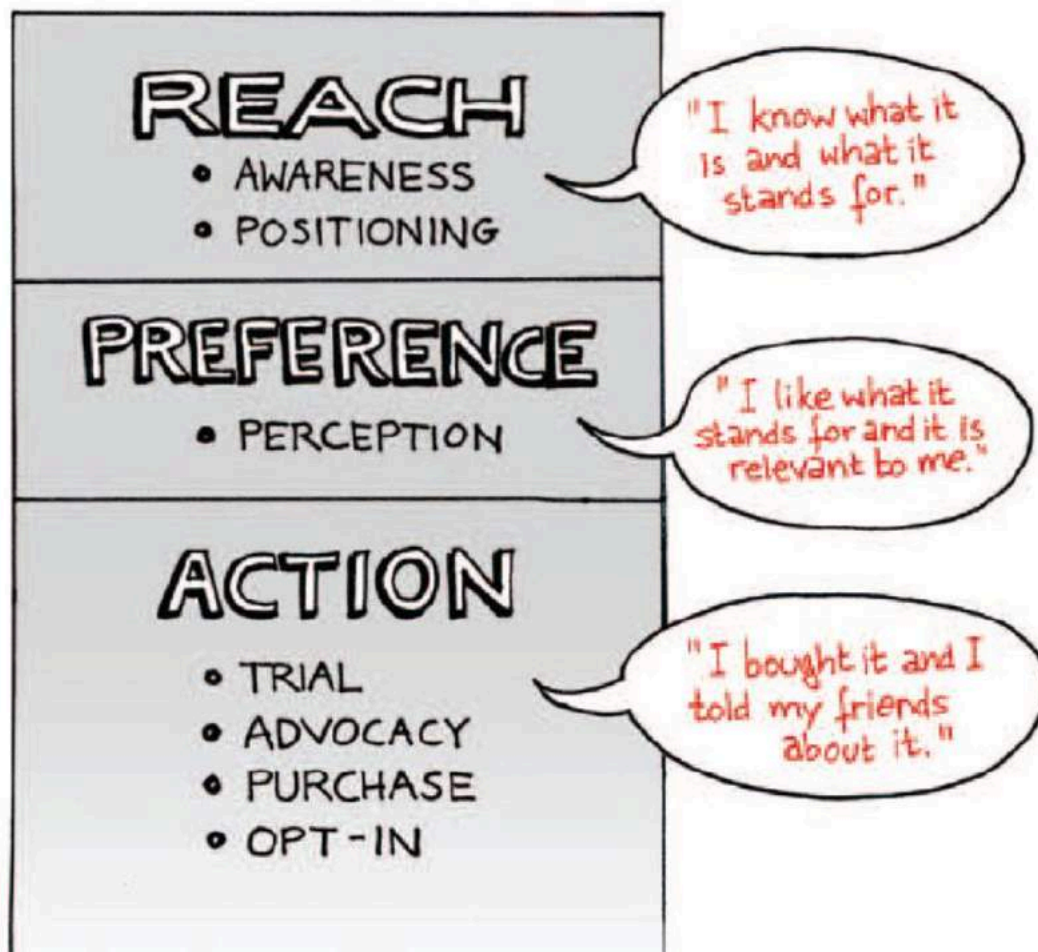 REACH
• AWARENESS
• POSITIONING
"I know what it
is and what it
stands for."
PREFERENCE
• PERCEPTION
"I like what it
stands for and it is
relevant to me."
ACTION
• TRIAL
• ADVOCACY
• PURCHASE
• OPT-IN
"I bought it and I
told my friends
about it."